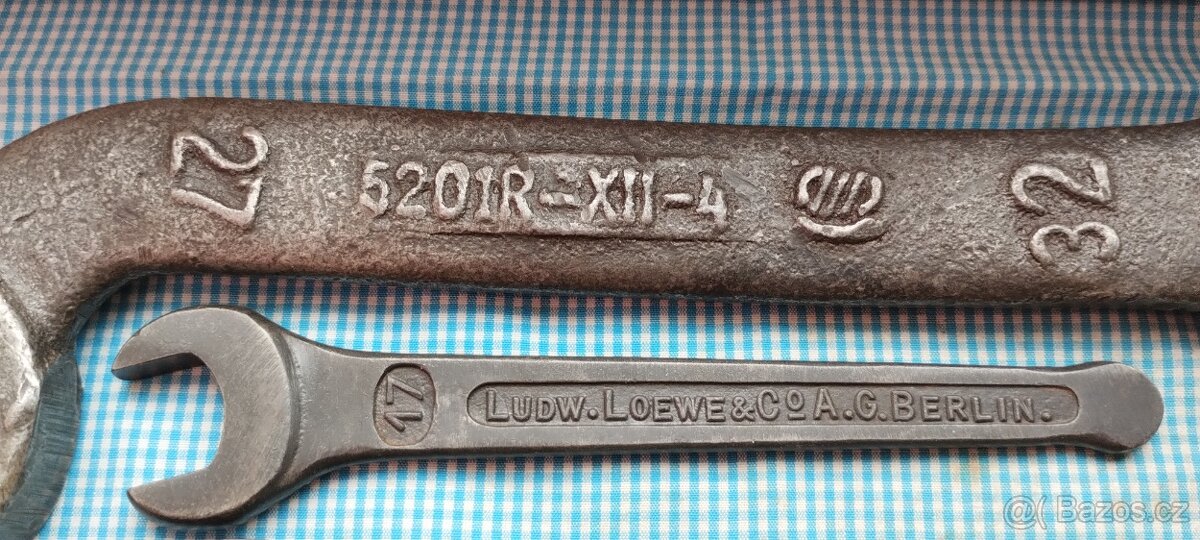 27 5201R-XII-4 32
17 LUDW.LOEWE&CO A.G.BERLIN.
@( Bazos.cz